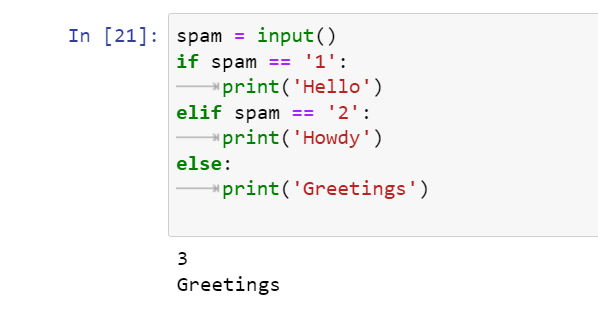 In [21]: spam = input()
if spam == '1':
print('Hello')
elif spam == '2':
print('Howdy')
else:
print('Greetings')
3
Greetings